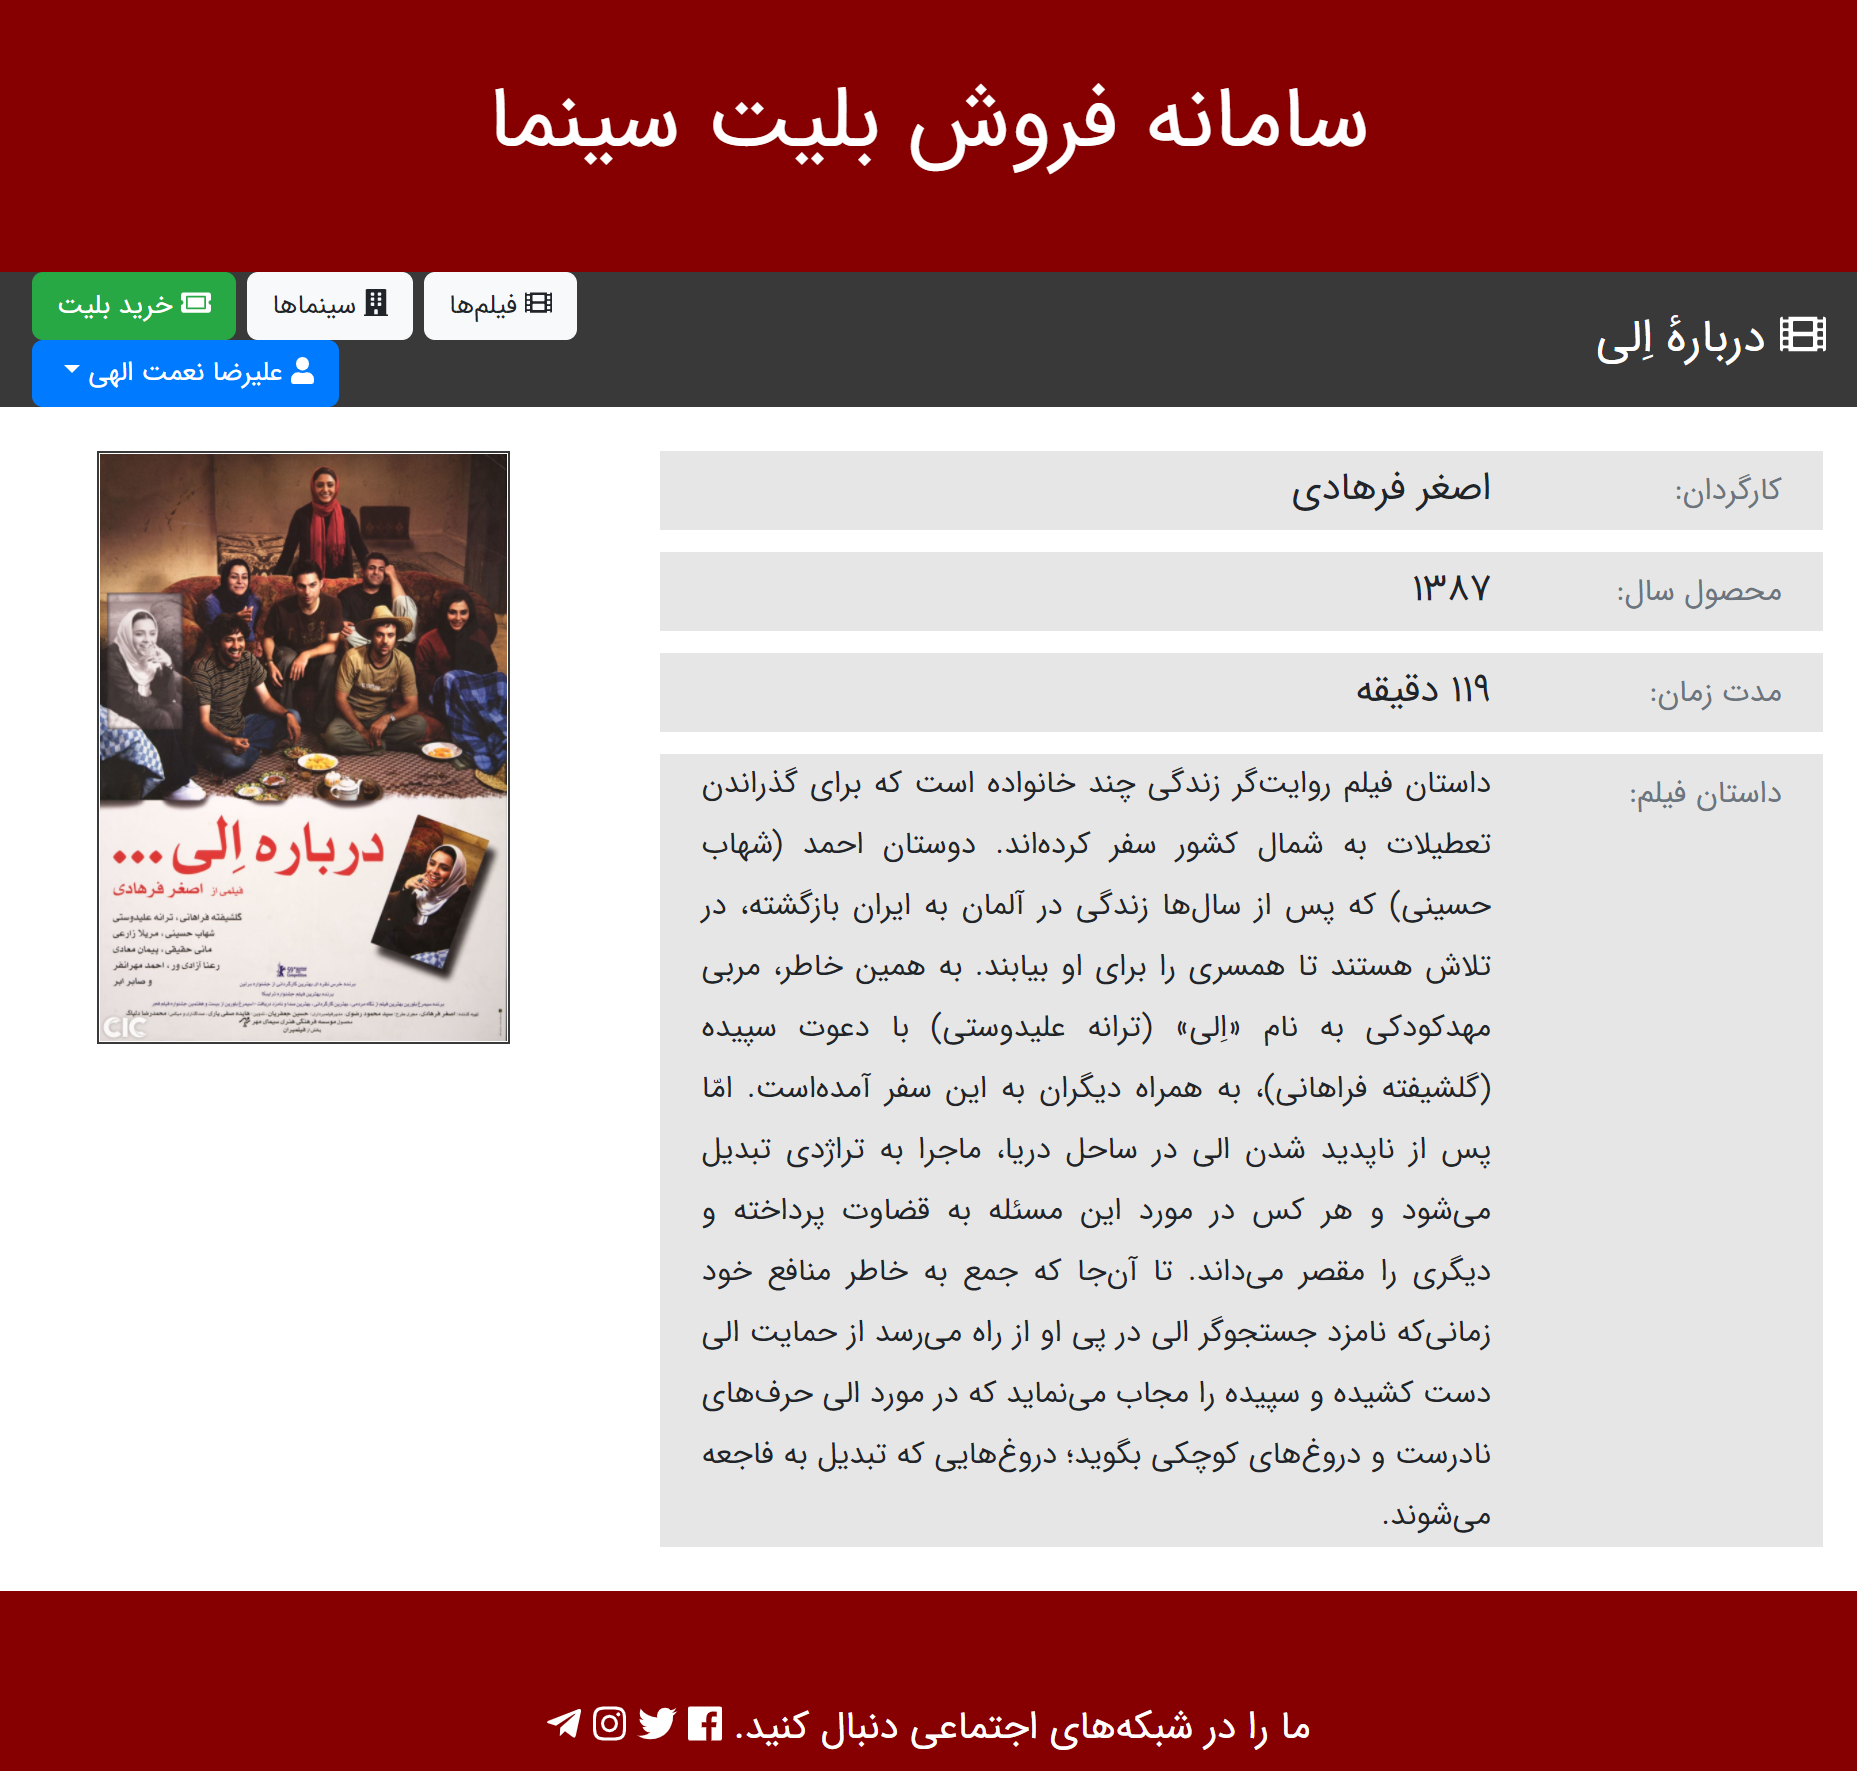 سامانه فروش بلیت سینما
دربارهٔ اِلی
فیلم‌ها
سینماها
خرید بلیت
علیرضا نعمت الهی
کارگردان:
اصغر فرهادی
محصول سال:
۱۳۸۷
مدت زمان:
۱۱۹ دقیقه
داستان فیلم:
داستان فیلم روایت‌گر زندگی چند خانواده است که برای گذراندن
تعطیلات به شمال کشور سفر کرده‌اند. دوستان احمد (شهاب
حسینی) که پس از سال‌ها زندگی در آلمان به ایران بازگشته، در
تلاش هستند تا همسری را برای او بیابند. به همین خاطر، مربی
مهدکودکی به نام «اِلی» (ترانه علیدوستی) با دعوت سپیده
(گلشیفته فراهانی)، به همراه دیگران به این سفر آمده‌است. امّا
پس از ناپدید شدن الی در ساحل دریا، ماجرا به تراژدی تبدیل
می‌شود و هر کس در مورد این مسئله به قضاوت پرداخته و
دیگری را مقصر می‌داند. تا آن‌جا که جمع به خاطر منافع خود
زمانی‌که نامزد جستجوگر الی در پی او از راه می‌رسد از حمایت الی
دست کشیده و سپیده را مجاب می‌نماید که در مورد الی حرف‌های
نادرست و دروغ‌های کوچکی بگوید؛ دروغ‌هایی که تبدیل به فاجعه
می‌شوند.
درباره اِلی ...
فیلمی از اصغر فرهادی
گلشیفته فراهانی، ترانه علیدوستی
شهاب حسینی، مریلا زارعی
مانی حقیقی، پیمان معادی
رعنا آزادی ور، احمد مهرانفر
و صابر ابر
CIC
ما را در شبکه‌های اجتماعی دنبال کنید.